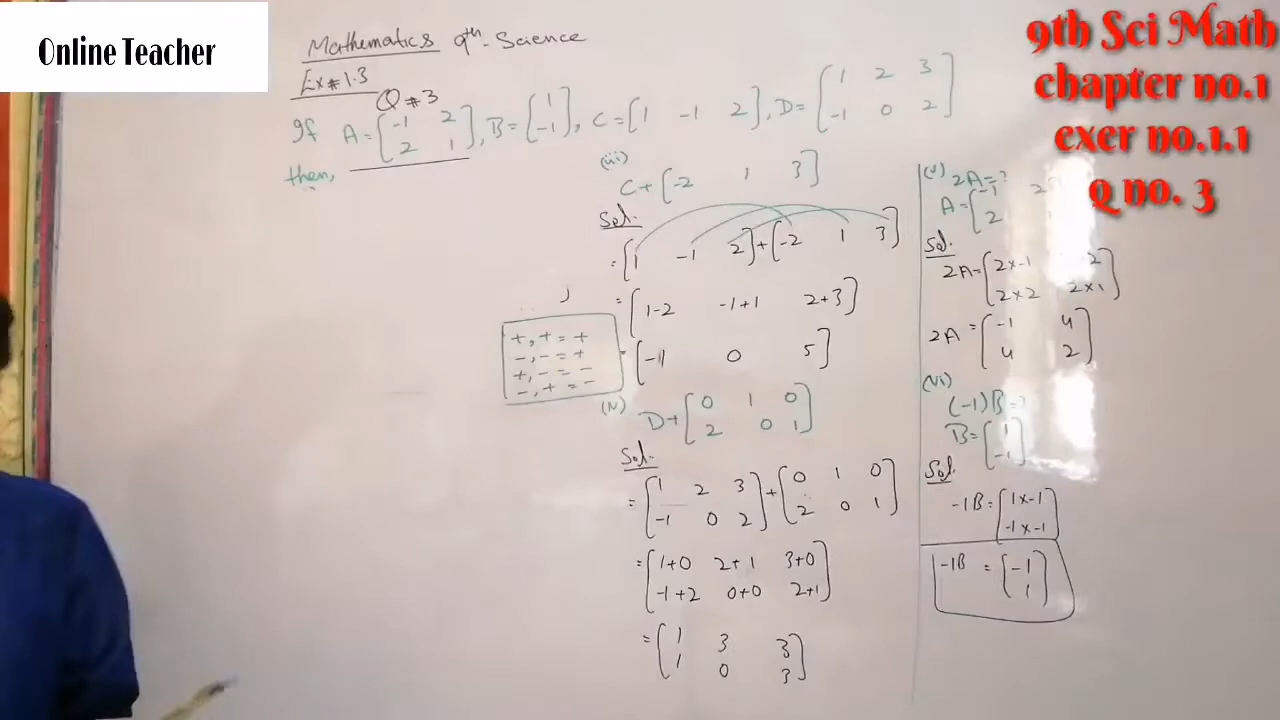 Online Teacher
9th Sci Math
chapter no.1
exer no.1.1
Q no. 3
Mathematics 9th Science
Ex # 1.3
Q # 3
If A = [-1 2 , B = [1 , C = [1 -1 2], D = [1 2 3
2 1] -1] -1 0 2]
then,
(iii)
C + [-2 1 3]
Sol.
= [1 -1 2] + [-2 1 3]
= [1-2 -1+1 2+3]
= [-1 0 5]
+, + = +
-, - = +
+, - = -
-, + = -
(iv)
D + [0 1 0
2 0 1]
Sol.
= [1 2 3 + [0 1 0
-1 0 2] 2 0 1]
= [1+0 2+1 3+0
-1+2 0+0 2+1]
= [1 3 3
1 0 3]
(v) 2A = ?
A = [-1 2
2
Sol.
2A = [2x-1 2
2x2 2x1]
2A = [-1 4
4 2]
(vi)
(-1)B = ?
B = [1
-1]
Sol.
-1B = [1x-1
-1x-1]
-1B = [-1
1]